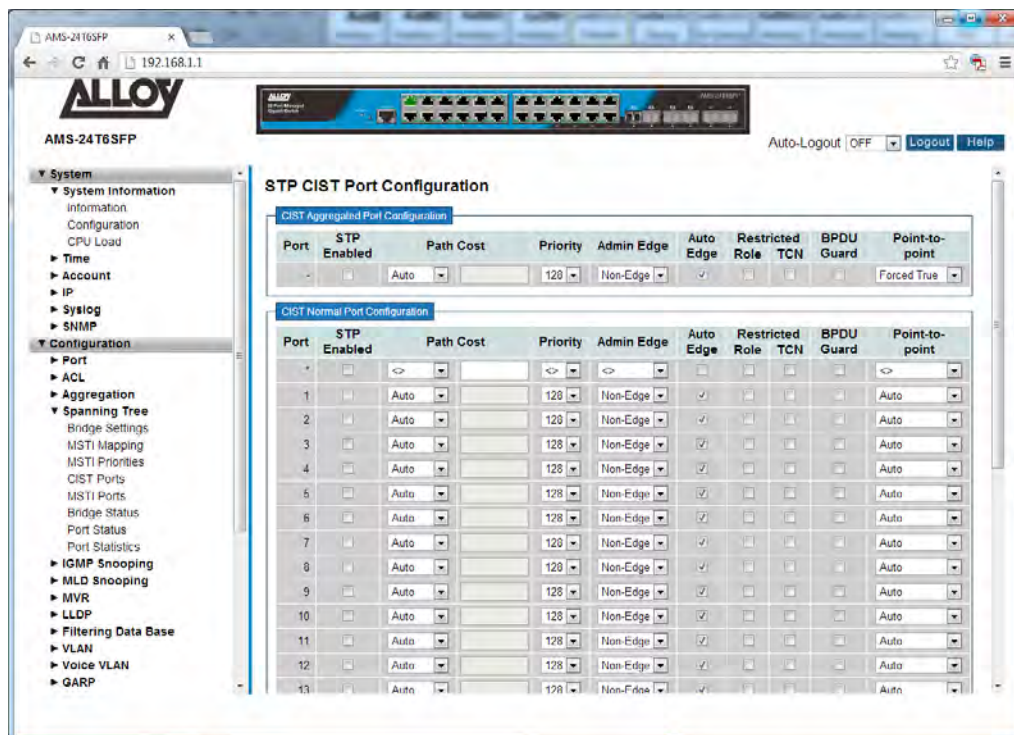 AMS-24T6SFP
192.168.1.1
ALLOY
ALLOY
AMS-24T6SFP
Auto-Logout OFF Logout Help
▼ System
▼ System Information
Information
Configuration
CPU Load
► Time
► Account
► IP
► Syslog
► SNMP
▼ Configuration
► Port
► ACL
► Aggregation
▼ Spanning Tree
Bridge Settings
MSTI Mapping
MSTI Priorities
CIST Ports
MSTI Ports
Bridge Status
Port Status
Port Statistics
► IGMP Snooping
► MLD Snooping
► MVR
► LLDP
► Filtering Data Base
► VLAN
► Voice VLAN
► GARP
STP CIST Port Configuration
CIST Aggregated Port Configuration
Port STP Enabled Path Cost Priority Admin Edge Auto Edge Restricted Role TCN BPDU Guard Point-to-point
- Auto 128 Non-Edge Forced True
CIST Normal Port Configuration
Port STP Enabled Path Cost Priority Admin Edge Auto Edge Restricted Role TCN BPDU Guard Point-to-point
* <> <> <> <>
1 Auto 128 Non-Edge Auto
2 Auto 128 Non-Edge Auto
3 Auto 128 Non-Edge Auto
4 Auto 128 Non-Edge Auto
5 Auto 128 Non-Edge Auto
6 Auto 128 Non-Edge Auto
7 Auto 128 Non-Edge Auto
8 Auto 128 Non-Edge Auto
9 Auto 128 Non-Edge Auto
10 Auto 128 Non-Edge Auto
11 Auto 128 Non-Edge Auto
12 Auto 128 Non-Edge Auto
13 Auto 128 Non-Edge Auto